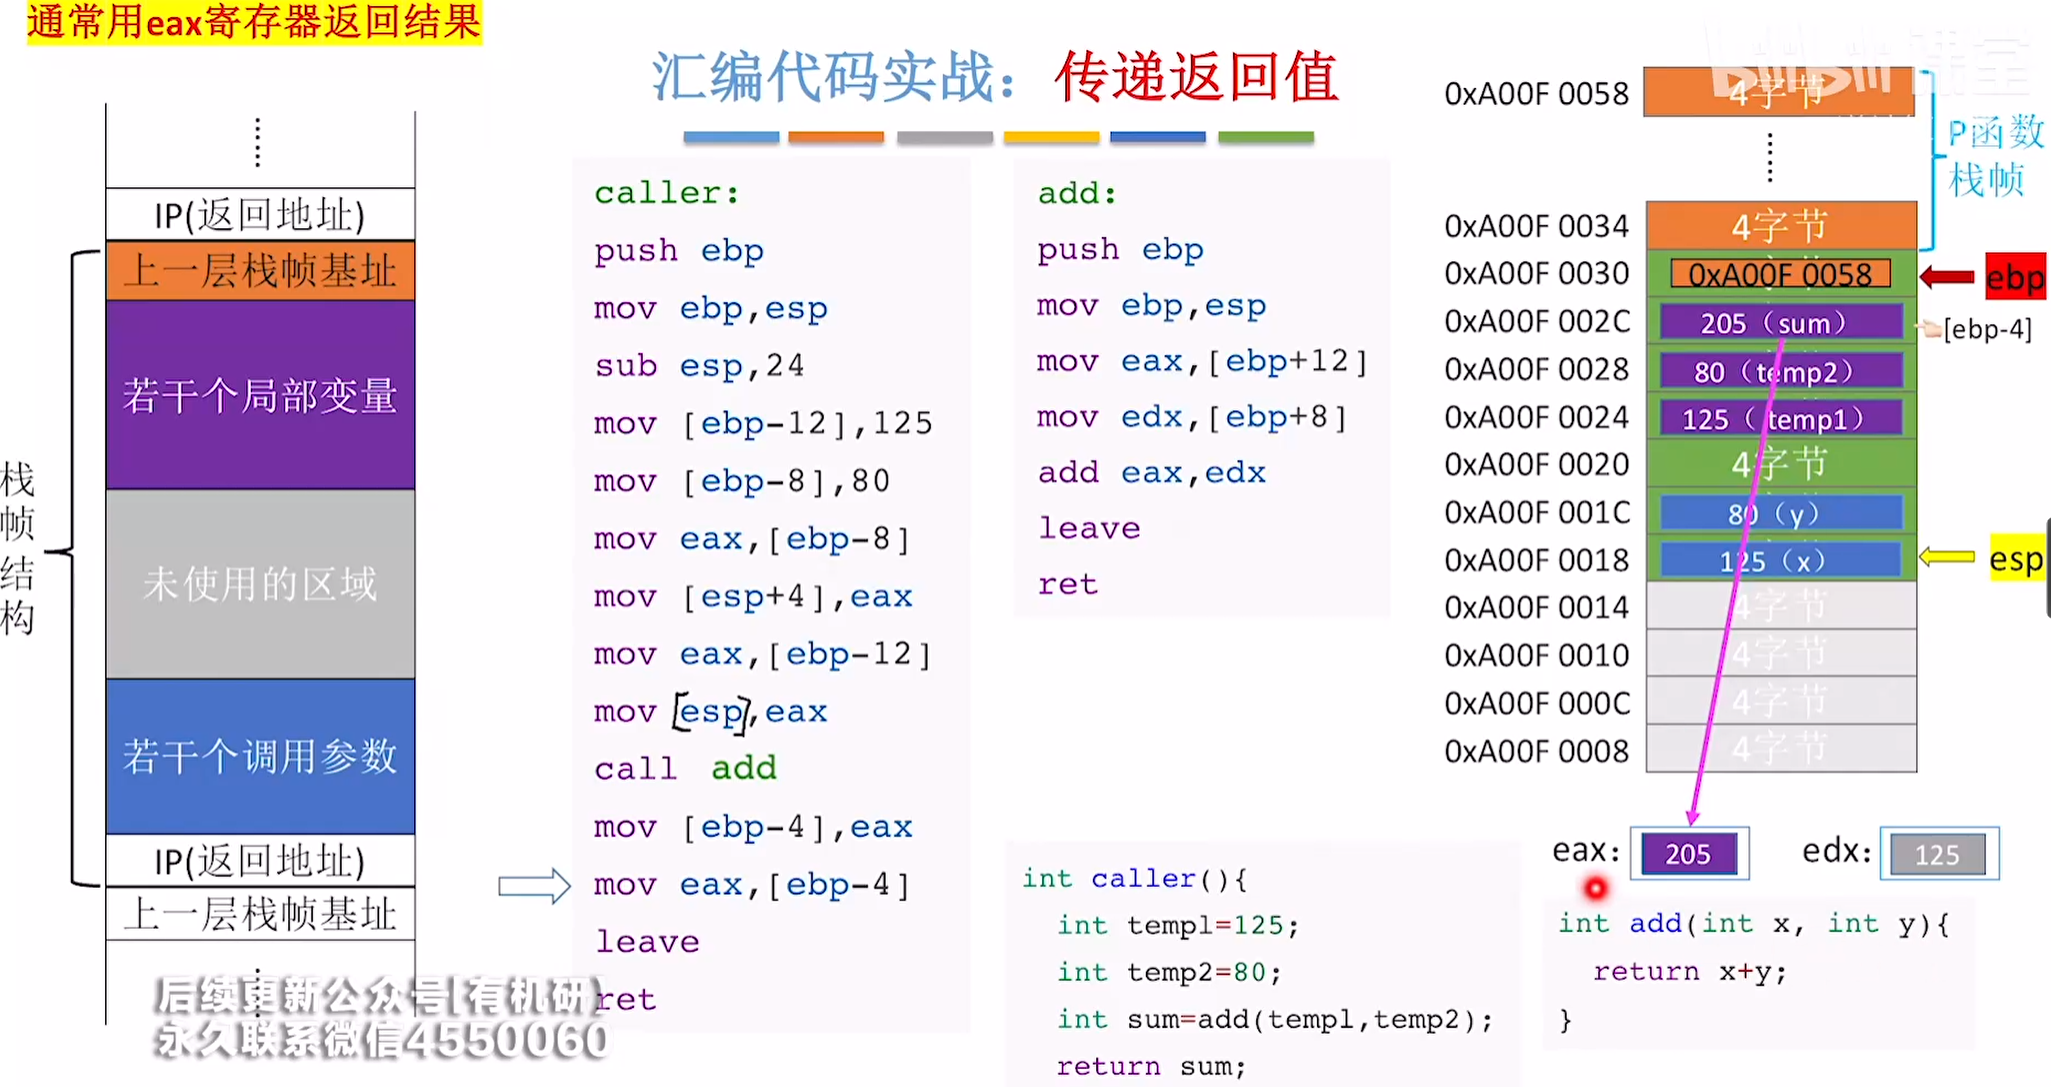 通常用eax寄存器返回结果
汇编代码实战：传递返回值
IP(返回地址)
上一层栈帧基址
若干个局部变量
未使用的区域
若干个调用参数
IP(返回地址)
上一层栈帧基址
栈帧结构
caller:
push ebp
mov ebp,esp
sub esp,24
mov [ebp-12],125
mov [ebp-8],80
mov eax,[ebp-8]
mov [esp+4],eax
mov eax,[ebp-12]
mov [esp],eax
call add
mov [ebp-4],eax
mov eax,[ebp-4]
leave
ret
add:
push ebp
mov ebp,esp
mov eax,[ebp+12]
mov edx,[ebp+8]
add eax,edx
leave
ret
int caller(){
int temp1=125;
int temp2=80;
int sum=add(temp1,temp2);
return sum;
0xA00F 0058 4字节
P函数
栈帧
0xA00F 0034 4字节
0xA00F 0030 0xA00F 0058 ebp
0xA00F 002C 205（sum） [ebp-4]
0xA00F 0028 80（temp2）
0xA00F 0024 125（temp1）
0xA00F 0020 4字节
0xA00F 001C 80（y）
0xA00F 0018 125（x） esp
0xA00F 0014 4字节
0xA00F 0010 4字节
0xA00F 000C 4字节
0xA00F 0008 4字节
eax: 205 edx: 125
int add(int x, int y){
return x+y;
}
后续更新公众号[有机研]
永久联系微信4550060